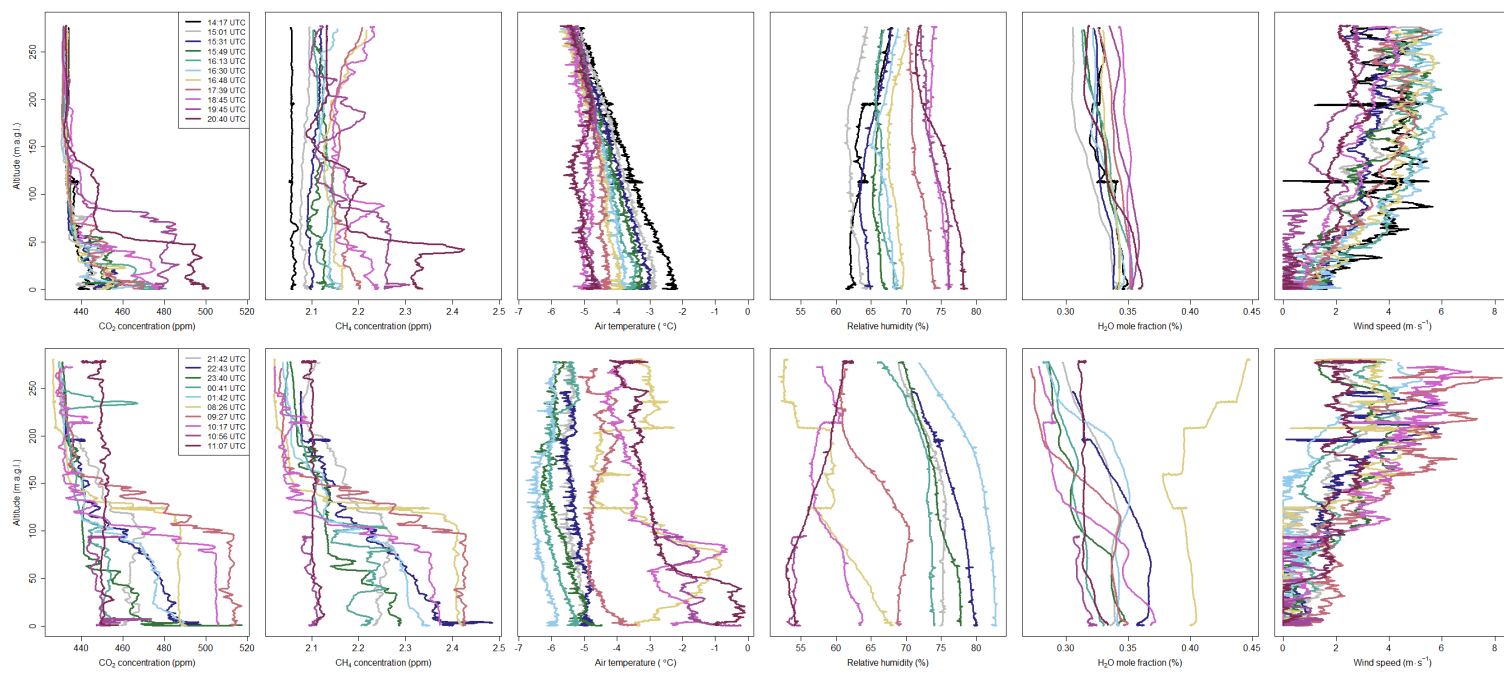 14:17 UTC
15:01 UTC
15:31 UTC
15:49 UTC
16:13 UTC
16:30 UTC
16:48 UTC
17:39 UTC
18:45 UTC
19:45 UTC
20:40 UTC
Altitude (m a.g.l.)
0 50 100 150 200 250
440 460 480 500 520
CO2 concentration (ppm)
2.1 2.2 2.3 2.4 2.5
CH4 concentration (ppm)
-7 -6 -5 -4 -3 -2 -1 0
Air temperature ( °C)
55 60 65 70 75 80
Relative humidity (%)
0.30 0.35 0.40 0.45
H2O mole fraction (%)
0 2 4 6 8
Wind speed (m·s⁻¹)
21:42 UTC
22:43 UTC
23:40 UTC
00:41 UTC
01:42 UTC
08:26 UTC
09:27 UTC
10:17 UTC
10:56 UTC
11:07 UTC
Altitude (m a.g.l.)
0 50 100 150 200 250
440 460 480 500 520
CO2 concentration (ppm)
2.1 2.2 2.3 2.4 2.5
CH4 concentration (ppm)
-7 -6 -5 -4 -3 -2 -1 0
Air temperature ( °C)
55 60 65 70 75 80
Relative humidity (%)
0.30 0.35 0.40 0.45
H2O mole fraction (%)
0 2 4 6 8
Wind speed (m·s⁻¹)